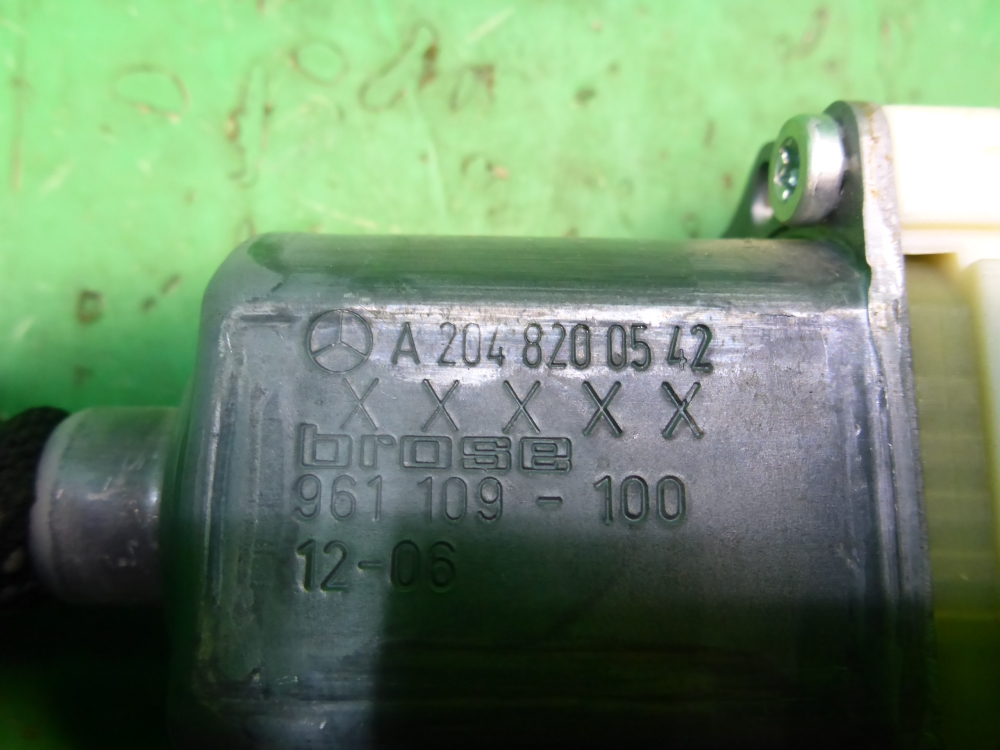 A 204 820 05 42
X X X X X
brose
961 109 - 100
12-06